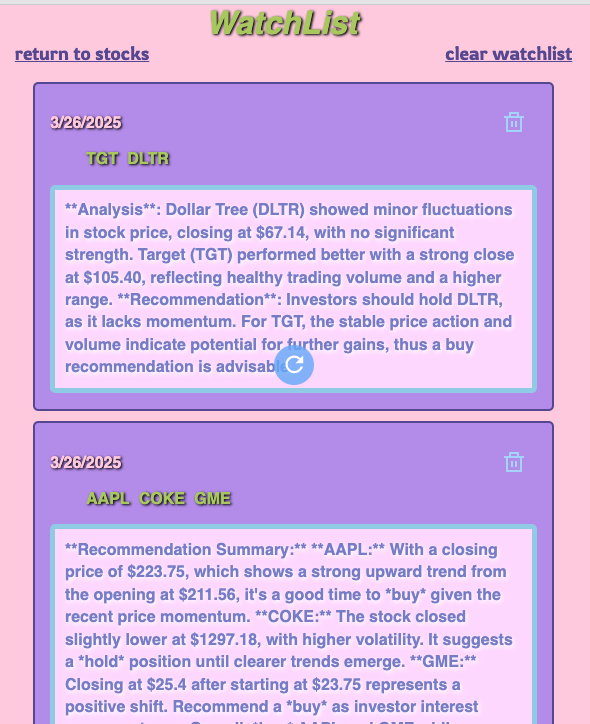 WatchList
return to stocks clear watchlist
3/26/2025
TGT DLTR
**Analysis**: Dollar Tree (DLTR) showed minor fluctuations
in stock price, closing at $67.14, with no significant
strength. Target (TGT) performed better with a strong close
at $105.40, reflecting healthy trading volume and a higher
range. **Recommendation**: Investors should hold DLTR,
as it lacks momentum. For TGT, the stable price action and
volume indicate potential for further gains, thus a buy
recommendation is advisable.
3/26/2025
AAPL COKE GME
**Recommendation Summary:** **AAPL:** With a closing
price of $223.75, which shows a strong upward trend from
the opening at $211.56, it's a good time to *buy* given the
recent price momentum. **COKE:** The stock closed
slightly lower at $1297.18, with higher volatility. It suggests
a *hold* position until clearer trends emerge. **GME:**
Closing at $25.4 after starting at $23.75 represents a
positive shift. Recommend a *buy* as investor interest